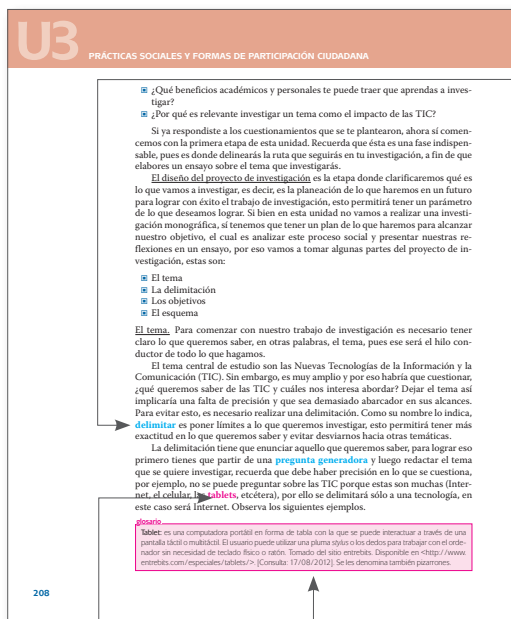 U3
PRÁCTICAS SOCIALES Y FORMAS DE PARTICIPACIÓN CIUDADANA
¿Qué beneficios académicos y personales te puede traer que aprendas a inves-
tigar?
¿Por qué es relevante investigar un tema como el impacto de las TIC?
Si ya respondiste a los cuestionamientos que se te plantearon, ahora sí comen-
cemos con la primera etapa de esta unidad. Recuerda que ésta es una fase indispen-
sable, pues es donde delinearás la ruta que seguirás en tu investigación, a fin de que
elabores un ensayo sobre el tema que investigarás.
El diseño del proyecto de investigación es la etapa donde clarificaremos qué es
lo que vamos a investigar, es decir, es la planeación de lo que haremos en un futuro
para lograr con éxito el trabajo de investigación, esto permitirá tener un parámetro
de lo que deseamos lograr. Si bien en esta unidad no vamos a realizar una investi-
gación monográfica, sí tenemos que tener un plan de lo que haremos para alcanzar
nuestro objetivo, el cual es analizar este proceso social y presentar nuestras re-
flexiones en un ensayo, por eso vamos a tomar algunas partes del proyecto de in-
vestigación, estas son:
El tema
La delimitación
Los objetivos
El esquema
El tema. Para comenzar con nuestro trabajo de investigación es necesario tener
claro lo que queremos saber, en otras palabras, el tema, pues ese será el hilo con-
ductor de todo lo que hagamos.
El tema central de estudio son las Nuevas Tecnologías de la Información y la
Comunicación (TIC). Sin embargo, es muy amplio y por eso habría que cuestionar,
¿qué queremos saber de las TIC y cuáles nos interesa abordar? Dejar el tema así
implicaría una falta de precisión y que sea demasiado abarcador en sus alcances.
Para evitar esto, es necesario realizar una delimitación. Como su nombre lo indica,
delimitar es poner límites a lo que queremos investigar, esto permitirá tener más
exactitud en lo que queremos saber y evitar desviarnos hacia otras temáticas.
La delimitación tiene que enunciar aquello que queremos saber, para lograr eso
primero tienes que partir de una pregunta generadora y luego redactar el tema
que se quiere investigar, recuerda que debe haber precisión en lo que se cuestiona,
por ejemplo, no se puede preguntar sobre las TIC porque estas son muchas (Inter-
net, el celular, las tablets, etcétera), por ello se delimitará sólo a una tecnología, en
este caso será Internet. Observa los siguientes ejemplos.
glosario
Tablet: es una computadora portátil en forma de tabla con la que se puede interactuar a través de una
pantalla táctil o multitáctil. El usuario puede utilizar una pluma stylus o los dedos para trabajar con el orde-
nador sin necesidad de teclado físico o ratón. Tomado del sitio entrebits. Disponible en <http://www.
entrebits.com/especiales/tablets/>. [Consulta: 17/08/2012]. Se les denomina también pizarrones.
208